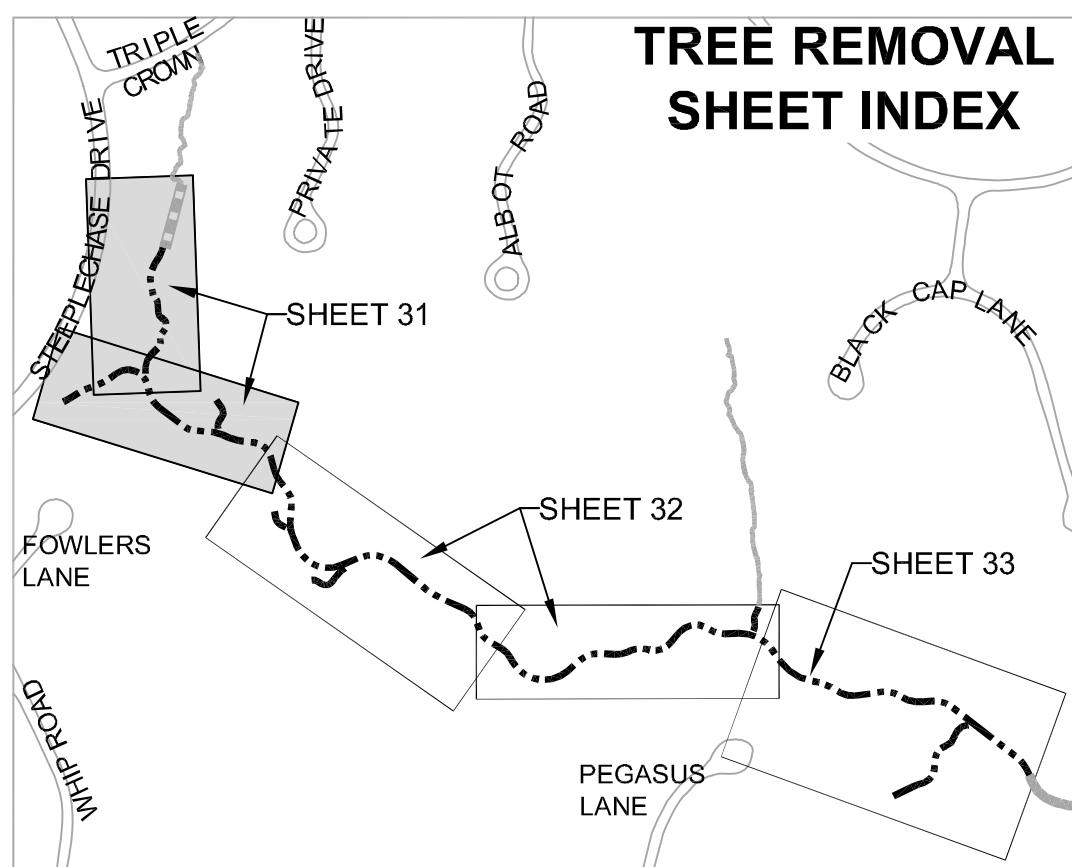 TREE REMOVAL
SHEET INDEX
TRIPLE
CROWN
PRIVATE DRIVE
ALBOT ROAD
STEEPLECHASE DRIVE
BLACK CAP LANE
SHEET 31
SHEET 32
SHEET 33
FOWLERS
LANE
WHIP ROAD
PEGASUS
LANE